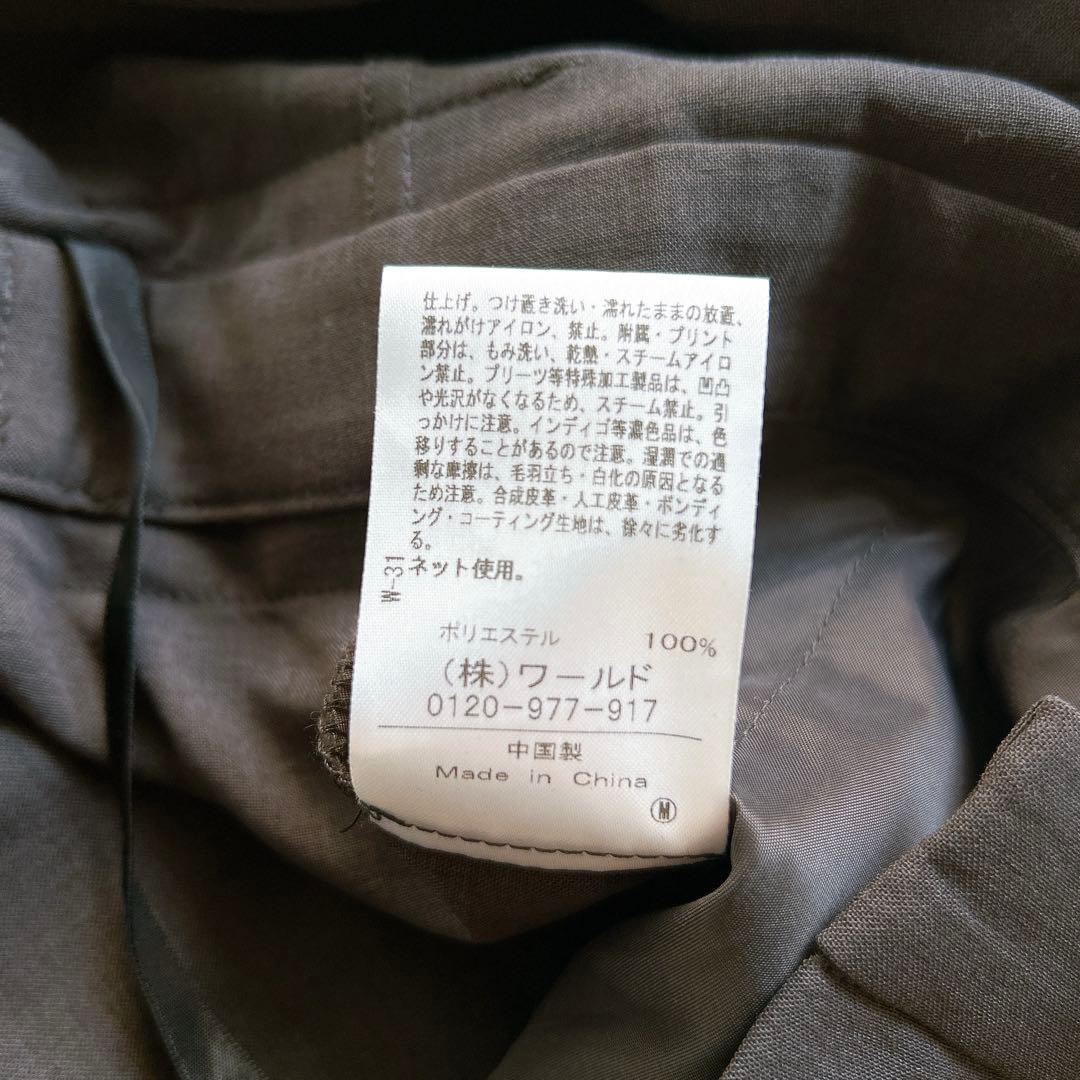 仕上げ。つけ置き洗い・濡れたままの放置、
濡れがけアイロン、禁止。附属・プリント
部分は、もみ洗い、乾熱・スチームアイロ
ン禁止。プリーツ等特殊加工製品は、凹凸
や光沢がなくなるため、スチーム禁止。引
っかけに注意。インディゴ等濃色品は、色
移りすることがあるので注意。湿潤での過
剰な摩擦は、毛羽立ち・白化の原因となる
ため注意。合成皮革・人工皮革・ボンディ
ング・コーティング生地は、徐々に劣化す
る。
ネット使用。
W-31
ポリエステル 100%
(株)ワールド
0120-977-917
中国製
Made in China
M